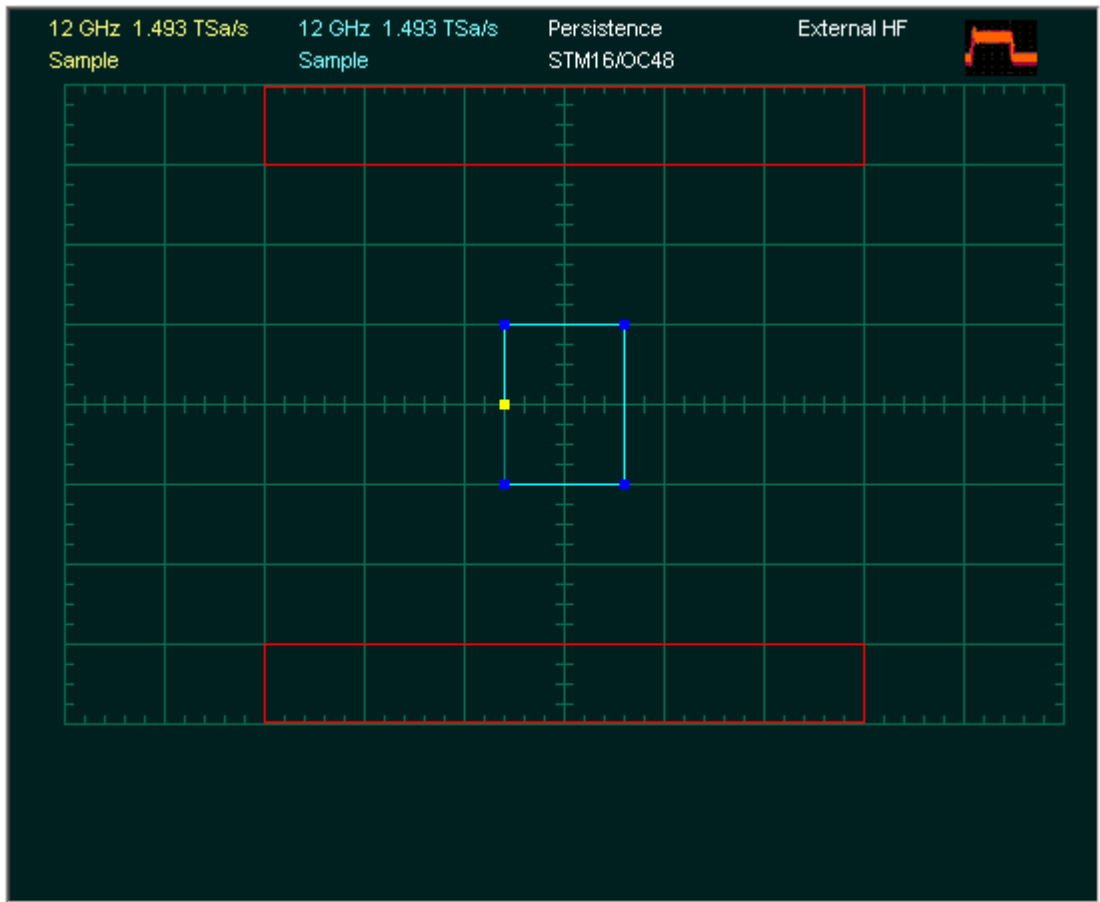 12 GHz 1.493 TSa/s 12 GHz 1.493 TSa/s Persistence External HF
Sample Sample STM16/OC48